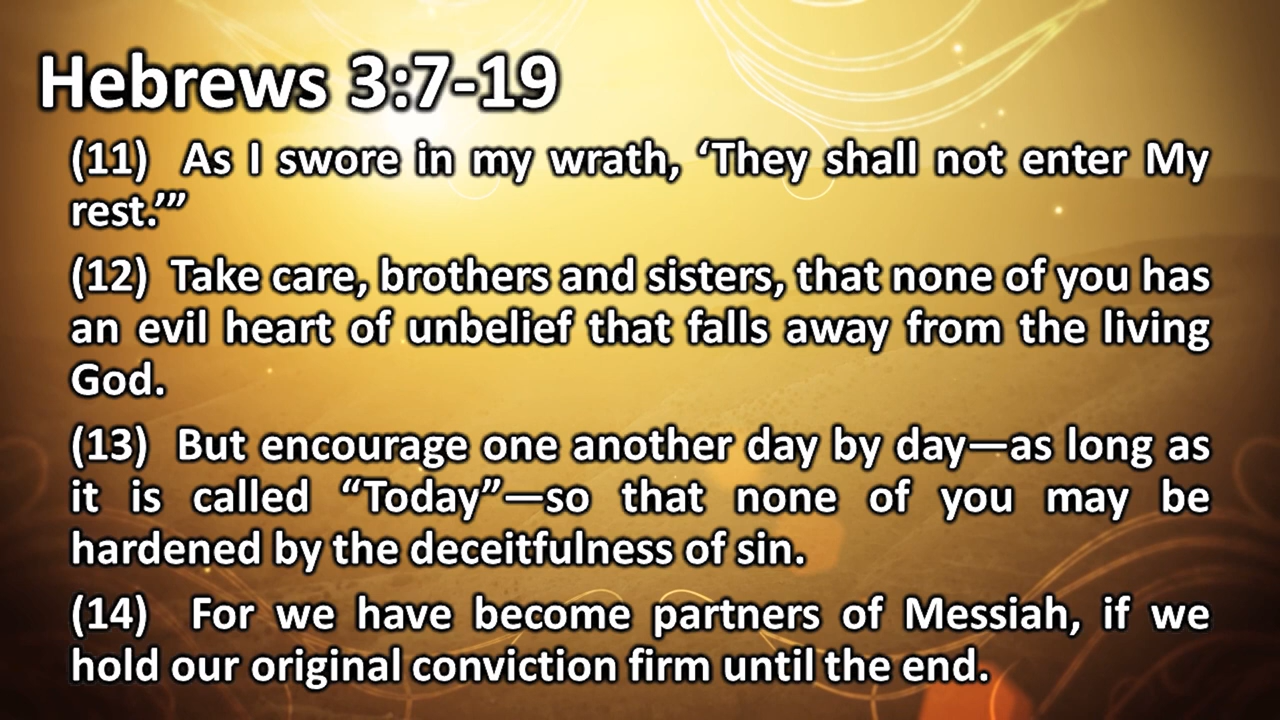 Hebrews 3:7-19
(11) As I swore in my wrath, ‘They shall not enter My
rest.’”
(12) Take care, brothers and sisters, that none of you has
an evil heart of unbelief that falls away from the living
God.
(13) But encourage one another day by day—as long as
it is called “Today”—so that none of you may be
hardened by the deceitfulness of sin.
(14) For we have become partners of Messiah, if we
hold our original conviction firm until the end.